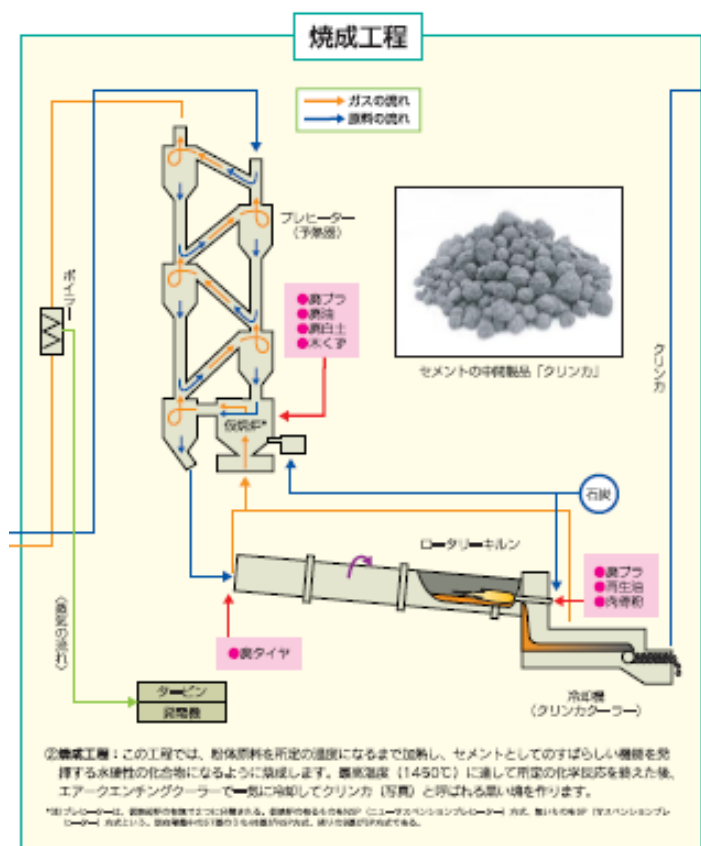 焼成工程
ガスの流れ
原料の流れ
プレヒーター
(予熱器)
ボイラー
●廃プラ
●廃油
●廃白土
●木くず
セメントの中間製品「クリンカ」
クリンカ
仮焼炉*
石炭
ロータリーキルン
●廃プラ
●再生油
●肉骨粉
●廃タイヤ
(蒸気の流れ)
タービン
発電機
冷却機
(クリンカクーラー)
②焼成工程：この工程では、粉体原料を所定の温度になるまで加熱し、セメントとしてのすばらしい機能を発
揮する水硬性の化合物になるように焼成します。最高温度（1450℃）に達して所定の化学反応を終えた後、
エアークエンチングクーラーで一気に冷却してクリンカ（写真）と呼ばれる黒い塊を作ります。